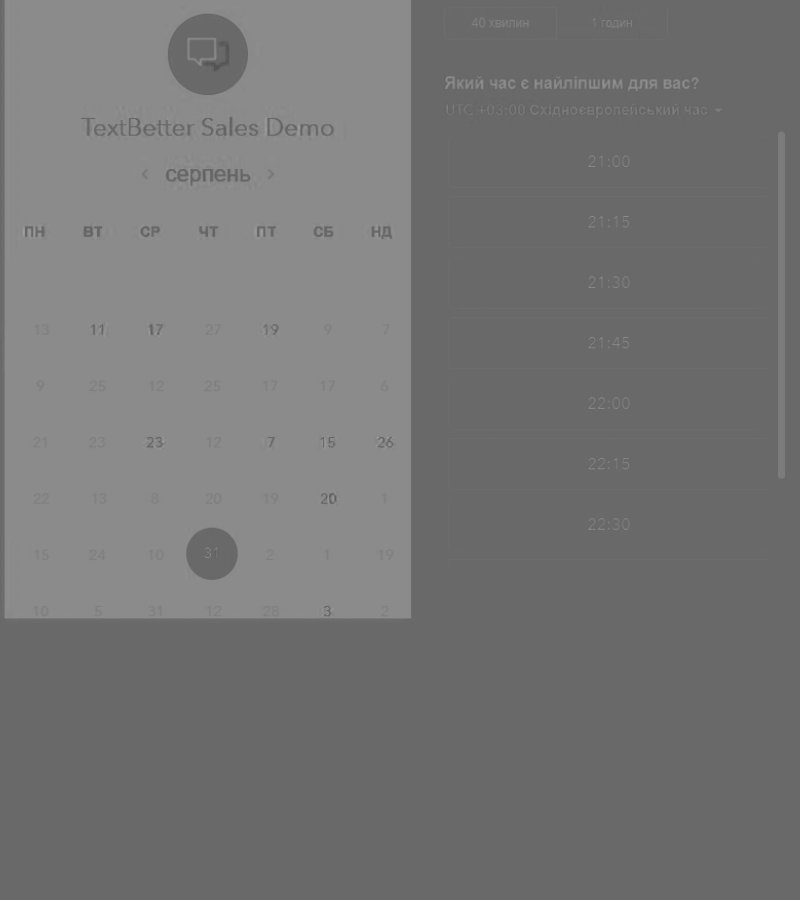 TextBetter Sales Demo
серпень
ПН ВТ СР ЧТ ПТ СБ НД
13 11 17 27 19 9 7
9 25 12 25 17 17 6
21 23 23 12 7 15 26
22 13 8 20 19 20 1
15 24 10 31 2 1 19
10 5 31 12 28 3 2
40 хвилин 1 годин
Який час є найліпшим для вас?
UTC +03:00 Східноєвропейський час
21:00
21:15
21:30
21:45
22:00
22:15
22:30